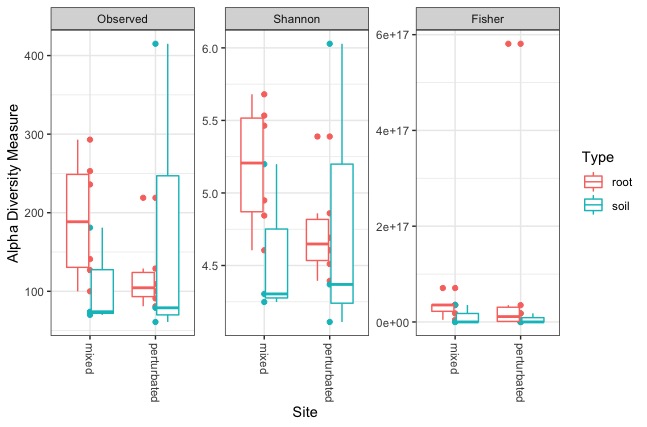 Observed
Shannon
Fisher
Alpha Diversity Measure
400
300
200
100
6.0
5.5
5.0
4.5
6e+17
4e+17
2e+17
0e+00
mixed
perturbated
mixed
perturbated
mixed
perturbated
Site
Type
root
soil